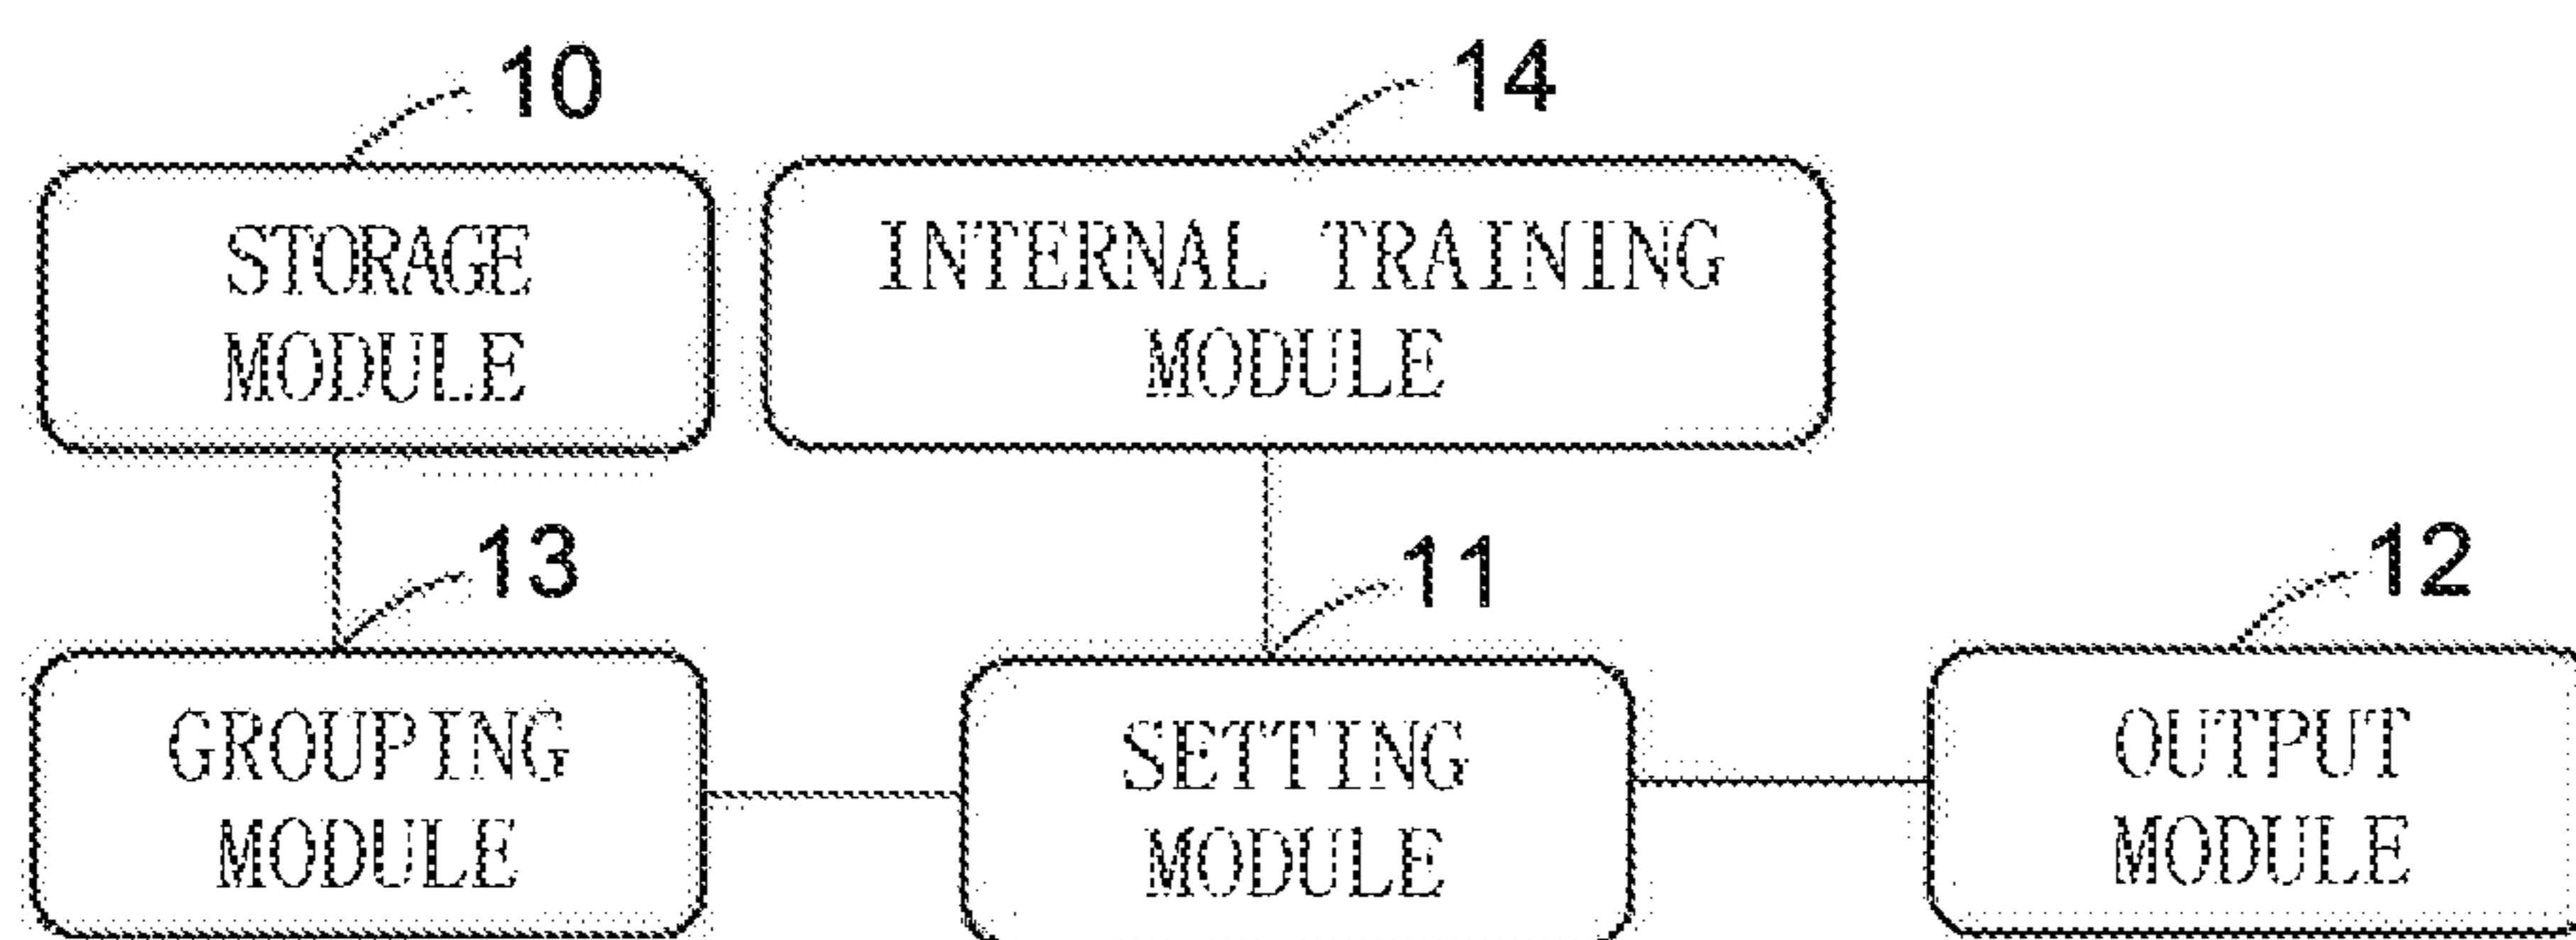 10
14
STORAGE
MODULE
INTERNAL TRAINING
MODULE
13
11
12
GROUPING
MODULE
SETTING
MODULE
OUTPUT
MODULE